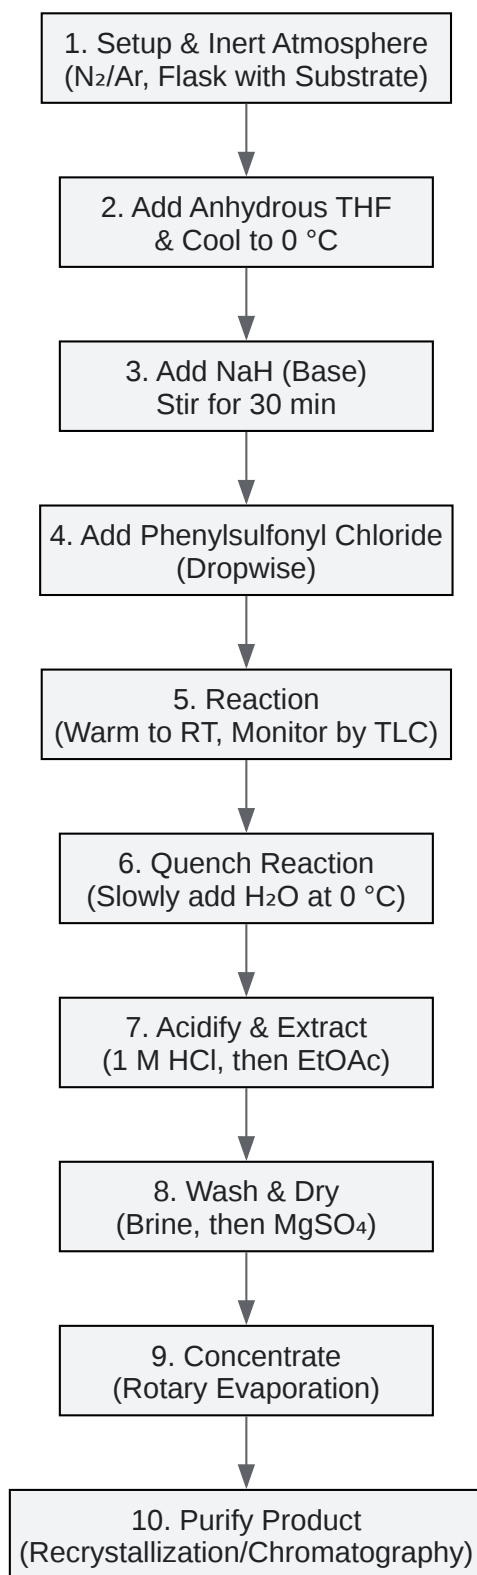 1. Setup & Inert Atmosphere
(N₂/Ar, Flask with Substrate)
2. Add Anhydrous THF
& Cool to 0 °C
3. Add NaH (Base)
Stir for 30 min
4. Add Phenylsulfonyl Chloride
(Dropwise)
5. Reaction
(Warm to RT, Monitor by TLC)
6. Quench Reaction
(Slowly add H₂O at 0 °C)
7. Acidify & Extract
(1 M HCl, then EtOAc)
8. Wash & Dry
(Brine, then MgSO₄)
9. Concentrate
(Rotary Evaporation)
10. Purify Product
(Recrystallization/Chromatography)